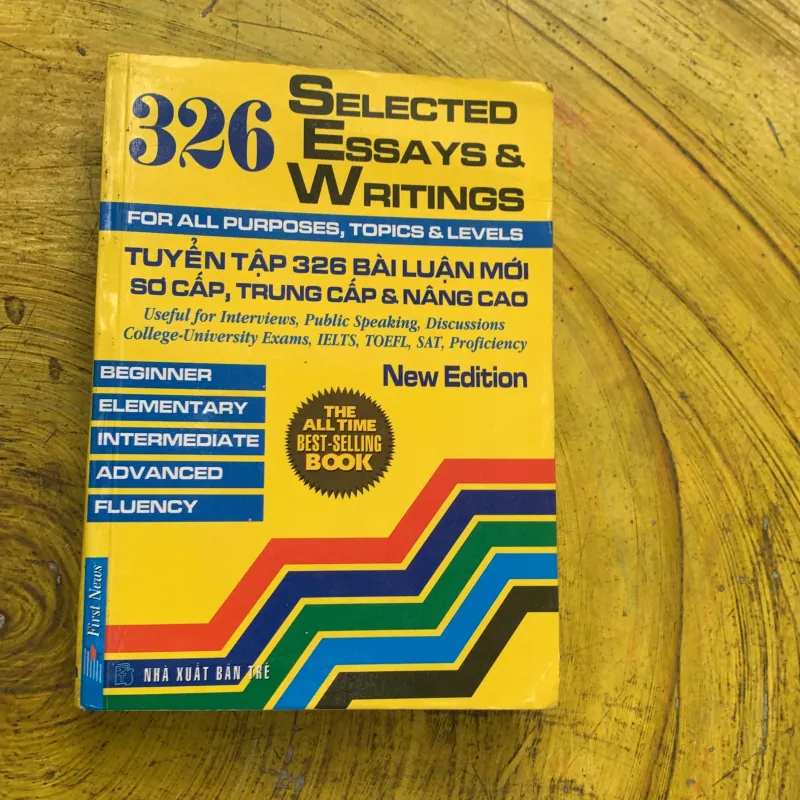 326
SELECTED
ESSAYS &
WRITINGS
FOR ALL PURPOSES, TOPICS & LEVELS
TUYỂN TẬP 326 BÀI LUẬN MỚI
SƠ CẤP, TRUNG CẤP & NÂNG CAO
Useful for Interviews, Public Speaking, Discussions
College-University Exams, IELTS, TOEFL, SAT, Proficiency
New Edition
BEGINNER
ELEMENTARY
INTERMEDIATE
ADVANCED
FLUENCY
THE
ALL TIME
BEST-SELLING
BOOK
First News
NHÀ XUẤT BẢN TRẺ